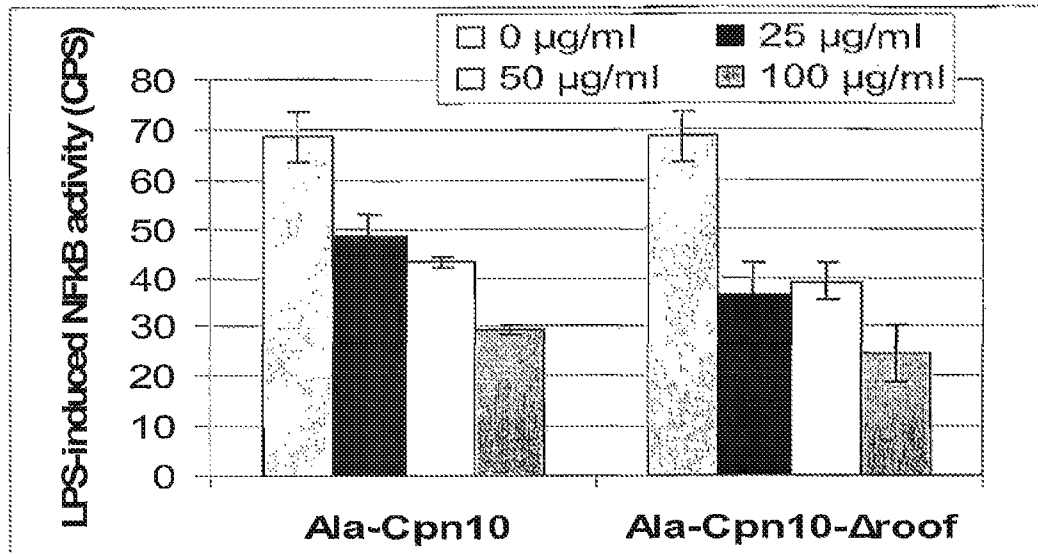 0 µg/ml 25 µg/ml
50 µg/ml 100 µg/ml
LPS-induced NFkB activity (CPS)
80
70
60
50
40
30
20
10
0
Ala-Cpn10 Ala-Cpn10-Δroof